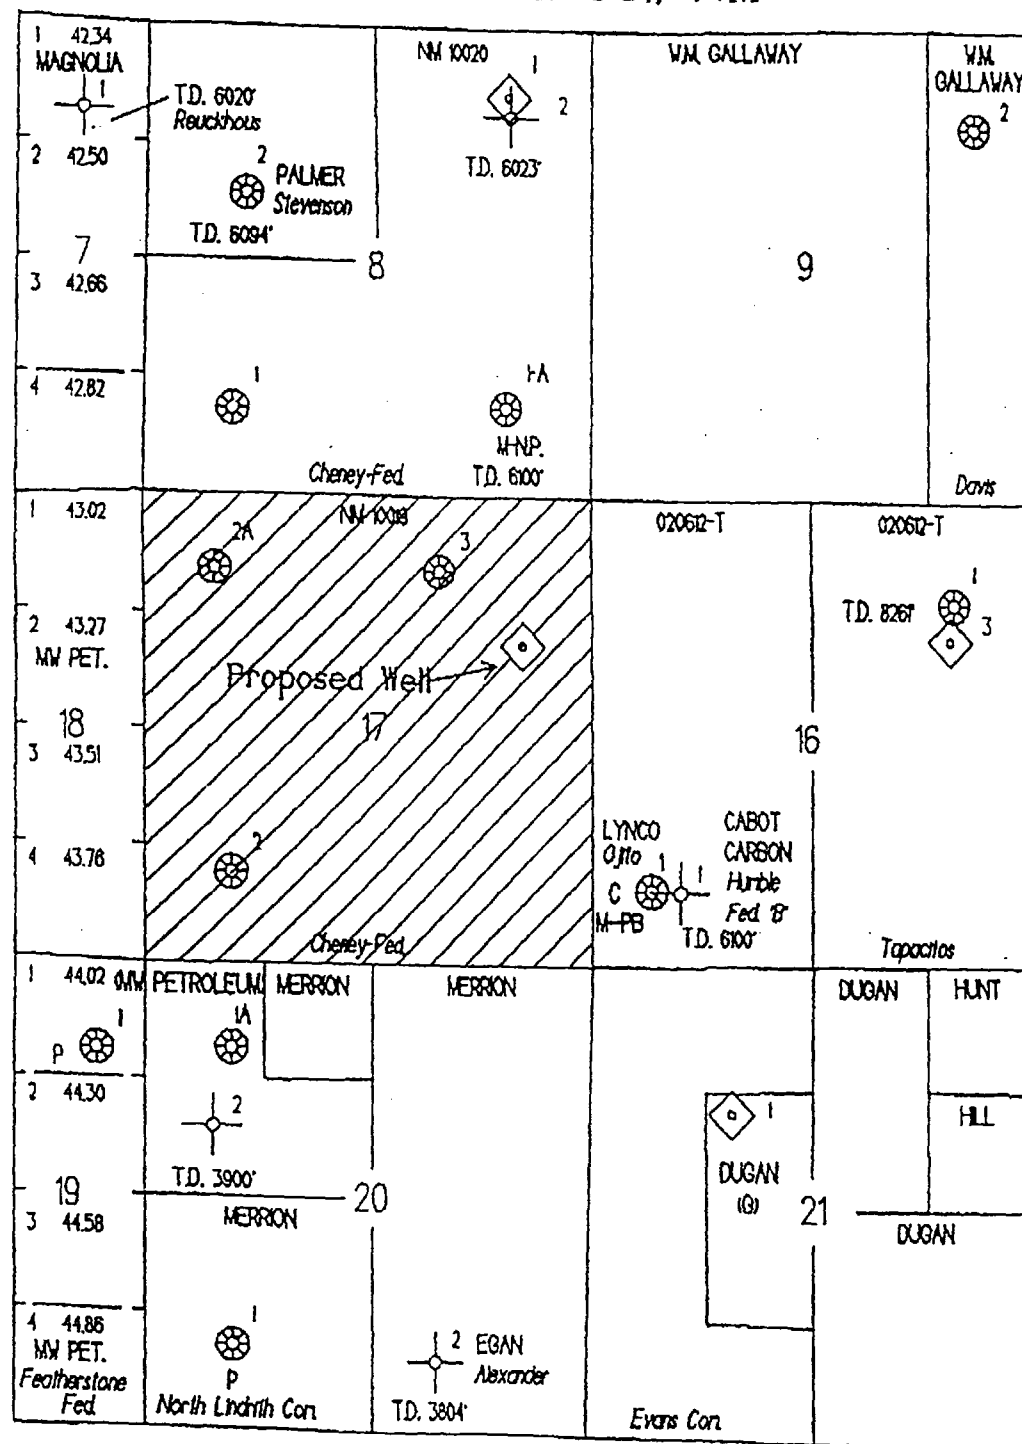 1 42.34
MAGNOLIA
1
T.D. 6020'
Reuckhous
2 42.50
2
PALMER
Stevenson
T.D. 6094'
7
3 42.66
4 42.82
1
NM 10020
1
2
T.D. 6023'
8
1-A
M-N.P.
T.D. 6100'
Cheney-Fed
W.M. GALLAWAY
9
W.M.
GALLAWAY
2
Davis
1 43.02
2 43.27
MW PET.
18
3 43.51
4 43.76
NM 10019
2A
3
Proposed Well
17
2
Cheney-Fed.
020612-T
020612-T
1
T.D. 8261'
3
16
LYNCO
Ojito
1
C
M-PB
1
CABOT
CARBON
Humble
Fed. 'B'
T.D. 6100'
Tapacitos
1 44.02
(MW PETROLEUM)
MERRION
MERRION
1
P
1A
2 44.30
2
T.D. 3900'
19
20
3 44.58
MERRION
4 44.86
MW PET.
Featherstone
Fed.
1
P
North Lindrith Con.
2 EGAN
Alexander
T.D. 3804'
DUGAN
HUNT
HILL
1
DUGAN
(G)
21
DUGAN
Evans Con.